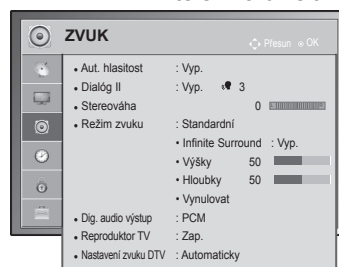 ZVUK
Přesun OK
• Aut. hlasitost : Vyp.
• Dialóg II : Vyp. 3
• Stereováha 0
• Režim zvuku : Standardní
• Infinite Surround : Vyp.
• Výšky 50
• Hloubky 50
• Vynulovat
• Dig. audio výstup : PCM
• Reproduktor TV : Zap.
• Nastavení zvuku DTV : Automaticky